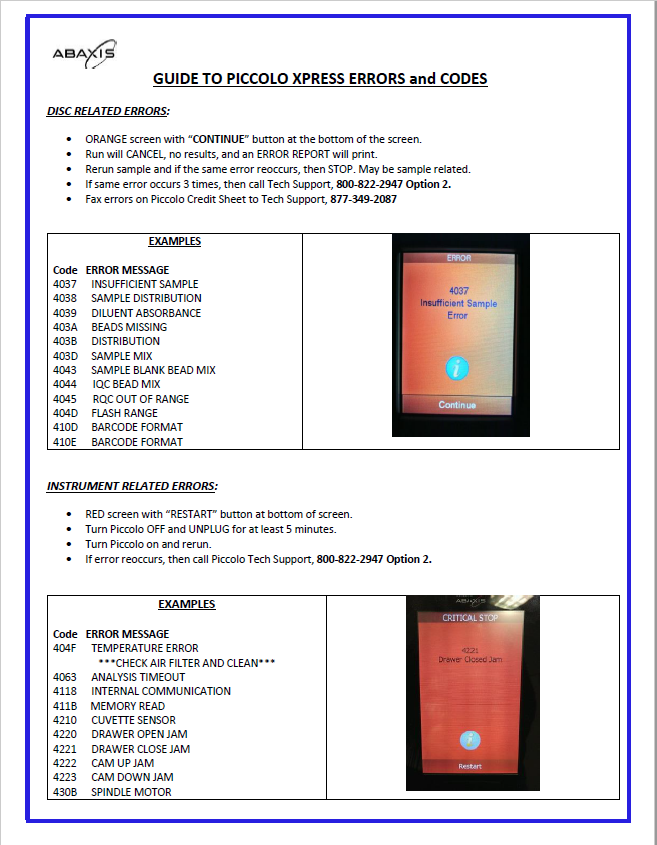 ABAXIS
GUIDE TO PICCOLO XPRESS ERRORS and CODES
DISC RELATED ERRORS:
• ORANGE screen with “CONTINUE” button at the bottom of the screen.
• Run will CANCEL, no results, and an ERROR REPORT will print.
• Rerun sample and if the same error reoccurs, then STOP. May be sample related.
• If same error occurs 3 times, then call Tech Support, 800-822-2947 Option 2.
• Fax errors on Piccolo Credit Sheet to Tech Support, 877-349-2087
EXAMPLES
Code ERROR MESSAGE
4037 INSUFFICIENT SAMPLE
4038 SAMPLE DISTRIBUTION
4039 DILUENT ABSORBANCE
403A BEADS MISSING
403B DISTRIBUTION
403D SAMPLE MIX
4043 SAMPLE BLANK BEAD MIX
4044 IQC BEAD MIX
4045 RQC OUT OF RANGE
404D FLASH RANGE
410D BARCODE FORMAT
410E BARCODE FORMAT
ERROR
4037
Insufficient Sample
Error
i
Continue
INSTRUMENT RELATED ERRORS:
• RED screen with “RESTART” button at bottom of screen.
• Turn Piccolo OFF and UNPLUG for at least 5 minutes.
• Turn Piccolo on and rerun.
• If error reoccurs, then call Piccolo Tech Support, 800-822-2947 Option 2.
EXAMPLES
Code ERROR MESSAGE
404F TEMPERATURE ERROR
***CHECK AIR FILTER AND CLEAN***
4063 ANALYSIS TIMEOUT
4118 INTERNAL COMMUNICATION
411B MEMORY READ
4210 CUVETTE SENSOR
4220 DRAWER OPEN JAM
4221 DRAWER CLOSE JAM
4222 CAM UP JAM
4223 CAM DOWN JAM
430B SPINDLE MOTOR
ABAXIS
CRITICAL STOP
4221
Drawer Closed Jam
i
Restart